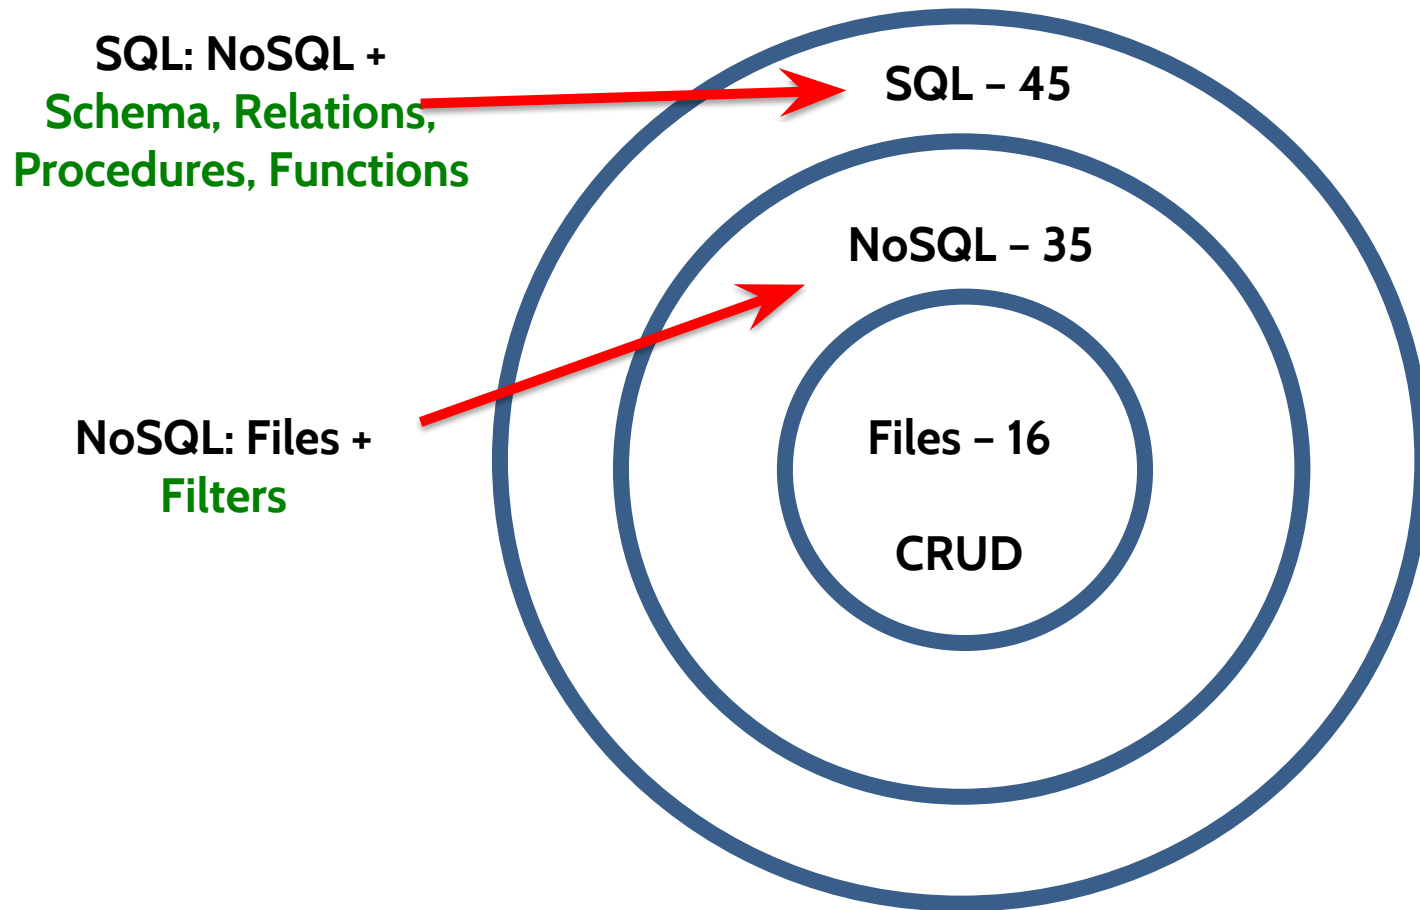 SQL: NoSQL +
Schema, Relations,
Procedures, Functions
SQL – 45
NoSQL – 35
NoSQL: Files +
Filters
Files – 16
CRUD